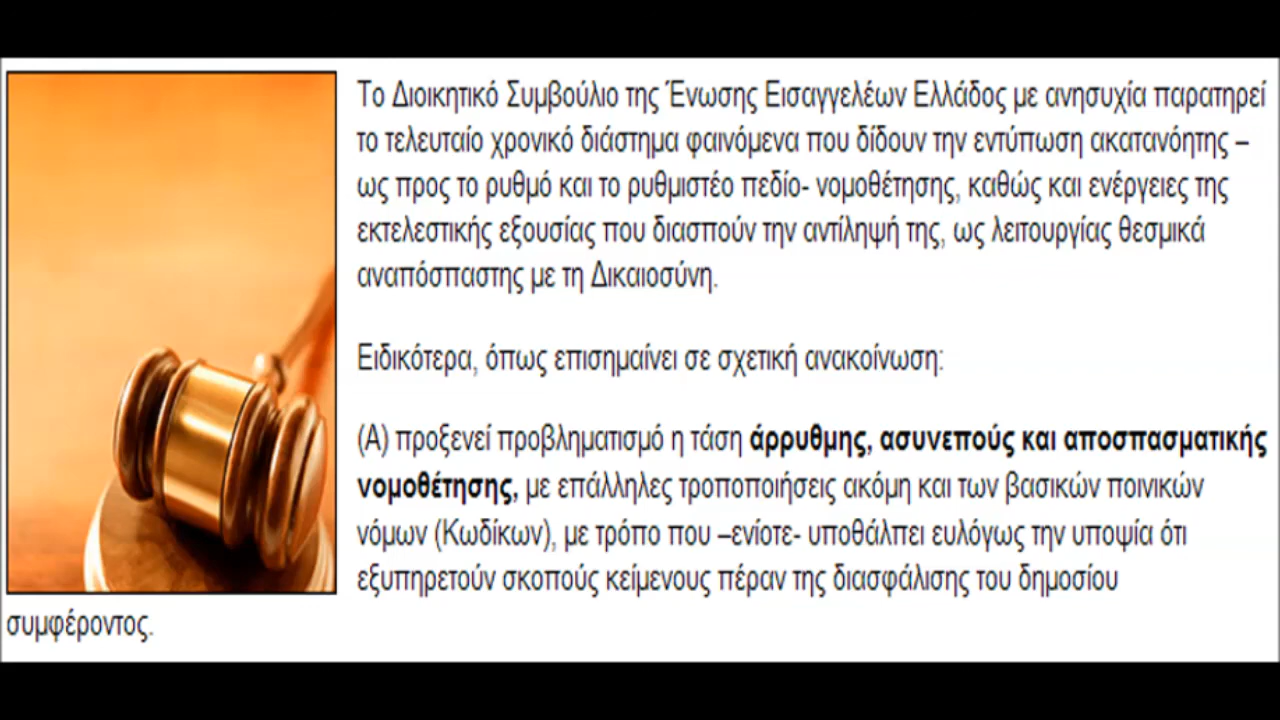 Το Διοικητικό Συμβούλιο της Ένωσης Εισαγγελέων Ελλάδος με ανησυχία παρατηρεί
το τελευταίο χρονικό διάστημα φαινόμενα που δίδουν την εντύπωση ακατανόητης –
ως προς το ρυθμό και το ρυθμιστέο πεδίο- νομοθέτησης, καθώς και ενέργειες της
εκτελεστικής εξουσίας που διασπούν την αντίληψή της, ως λειτουργίας θεσμικά
αναπόσπαστης με τη Δικαιοσύνη.
Ειδικότερα, όπως επισημαίνει σε σχετική ανακοίνωση:
(Α) προξενεί προβληματισμό η τάση άρρυθμης, ασυνεπούς και αποσπασματικής
νομοθέτησης, με επάλληλες τροποποιήσεις ακόμη και των βασικών ποινικών
νόμων (Κωδίκων), με τρόπο που –ενίοτε- υποθάλπει ευλόγως την υποψία ότι
εξυπηρετούν σκοπούς κείμενους πέραν της διασφάλισης του δημοσίου
συμφέροντος.